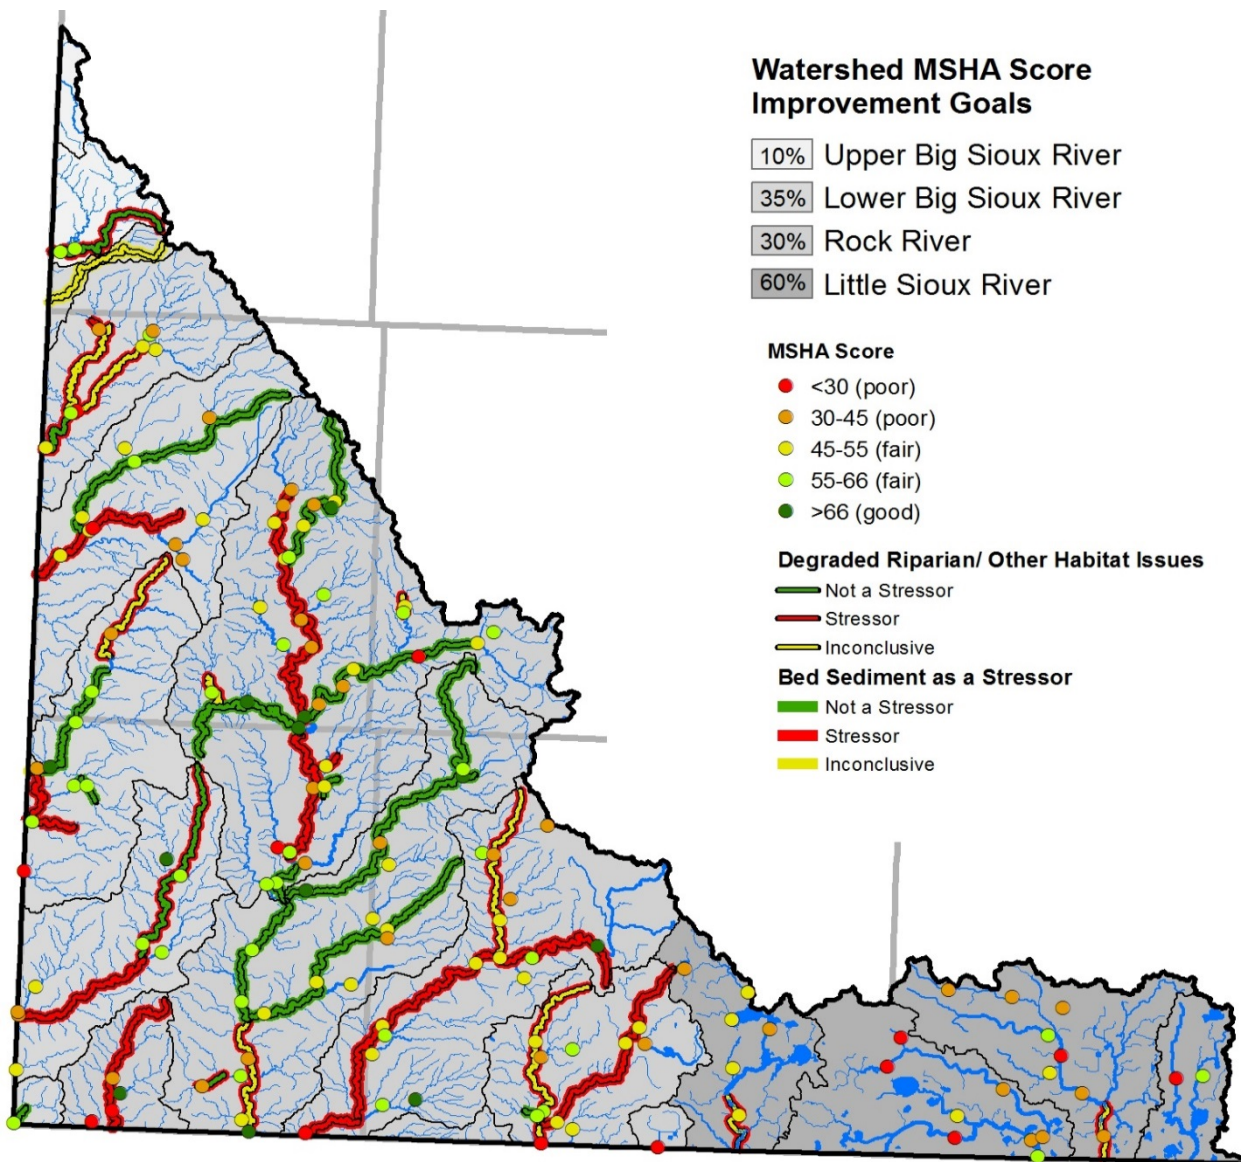 Watershed MSHA Score
Improvement Goals
10% Upper Big Sioux River
35% Lower Big Sioux River
30% Rock River
60% Little Sioux River
MSHA Score
<30 (poor)
30-45 (poor)
45-55 (fair)
55-66 (fair)
>66 (good)
Degraded Riparian/ Other Habitat Issues
Not a Stressor
Stressor
Inconclusive
Bed Sediment as a Stressor
Not a Stressor
Stressor
Inconclusive